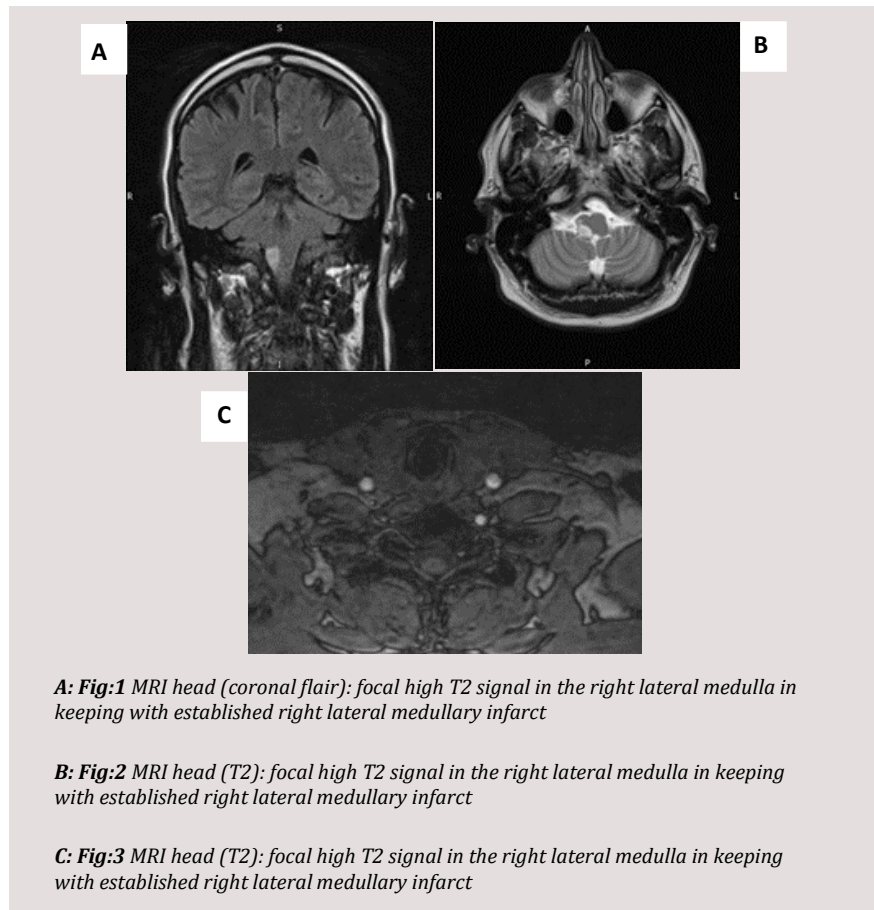 A
B
S
R
L
I
A
R
L
P
C
A: Fig:1 MRI head (coronal flair): focal high T2 signal in the right lateral medulla in
keeping with established right lateral medullary infarct
B: Fig:2 MRI head (T2): focal high T2 signal in the right lateral medulla in keeping
with established right lateral medullary infarct
C: Fig:3 MRI head (T2): focal high T2 signal in the right lateral medulla in keeping
with established right lateral medullary infarct